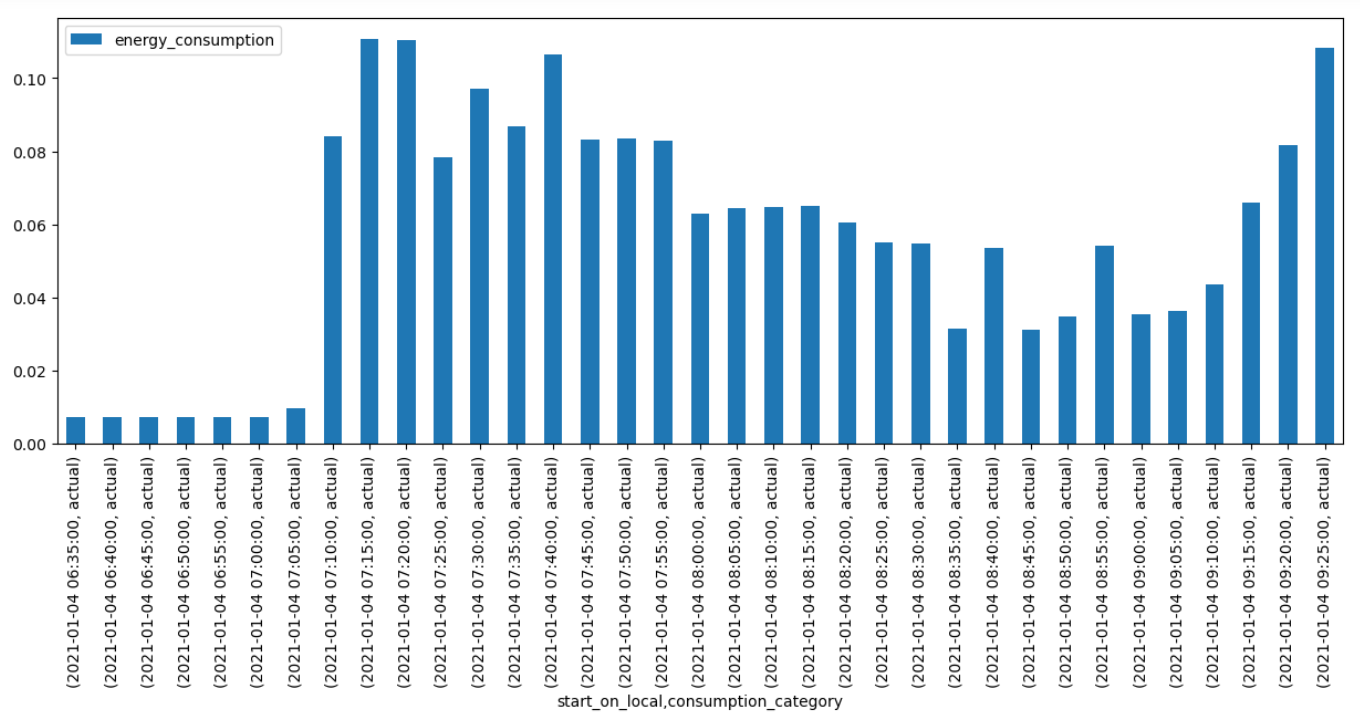 energy_consumption
0.10
0.08
0.06
0.04
0.02
0.00
(2021-01-04 06:35:00, actual)
(2021-01-04 06:40:00, actual)
(2021-01-04 06:45:00, actual)
(2021-01-04 06:50:00, actual)
(2021-01-04 06:55:00, actual)
(2021-01-04 07:00:00, actual)
(2021-01-04 07:05:00, actual)
(2021-01-04 07:10:00, actual)
(2021-01-04 07:15:00, actual)
(2021-01-04 07:20:00, actual)
(2021-01-04 07:25:00, actual)
(2021-01-04 07:30:00, actual)
(2021-01-04 07:35:00, actual)
(2021-01-04 07:40:00, actual)
(2021-01-04 07:45:00, actual)
(2021-01-04 07:50:00, actual)
(2021-01-04 07:55:00, actual)
(2021-01-04 08:00:00, actual)
(2021-01-04 08:05:00, actual)
(2021-01-04 08:10:00, actual)
(2021-01-04 08:15:00, actual)
(2021-01-04 08:20:00, actual)
(2021-01-04 08:25:00, actual)
(2021-01-04 08:30:00, actual)
(2021-01-04 08:35:00, actual)
(2021-01-04 08:40:00, actual)
(2021-01-04 08:45:00, actual)
(2021-01-04 08:50:00, actual)
(2021-01-04 08:55:00, actual)
(2021-01-04 09:00:00, actual)
(2021-01-04 09:05:00, actual)
(2021-01-04 09:10:00, actual)
(2021-01-04 09:15:00, actual)
(2021-01-04 09:20:00, actual)
(2021-01-04 09:25:00, actual)
start_on_local,consumption_category